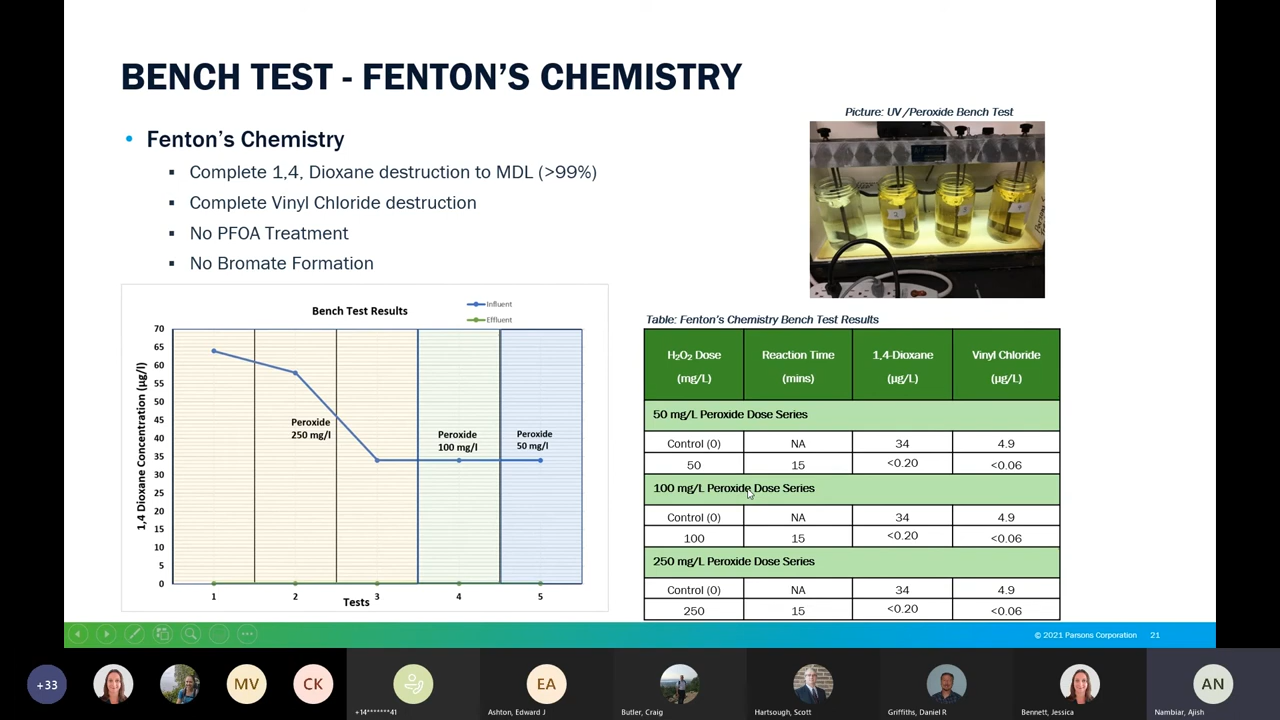 BENCH TEST - FENTON'S CHEMISTRY
• Fenton's Chemistry
▪ Complete 1,4, Dioxane destruction to MDL (>99%)
▪ Complete Vinyl Chloride destruction
▪ No PFOA Treatment
▪ No Bromate Formation
Picture: UV/Peroxide Bench Test
2
3
4
Bench Test Results
Influent
Effluent
1,4 Dioxane Concentration (µg/l)
70
65
60
55
50
45
40
35
30
25
20
15
10
5
0
Peroxide
250 mg/l
Peroxide
100 mg/l
Peroxide
50 mg/l
1 2 3 4 5
Tests
Table: Fenton's Chemistry Bench Test Results
H₂O₂ Dose (mg/L) Reaction Time (mins) 1,4-Dioxane (µg/L) Vinyl Chloride (µg/L)
50 mg/L Peroxide Dose Series
Control (0) NA 34 4.9
50 15 <0.20 <0.06
100 mg/L Peroxide Dose Series
Control (0) NA 34 4.9
100 15 <0.20 <0.06
250 mg/L Peroxide Dose Series
Control (0) NA 34 4.9
250 15 <0.20 <0.06
© 2021 Parsons Corporation 21
+33
MV
CK
+14*******41
EA
Ashton, Edward J
Butler, Craig
Hartsough, Scott
Griffiths, Daniel R
Bennett, Jessica
AN
Nambiar, Ajish